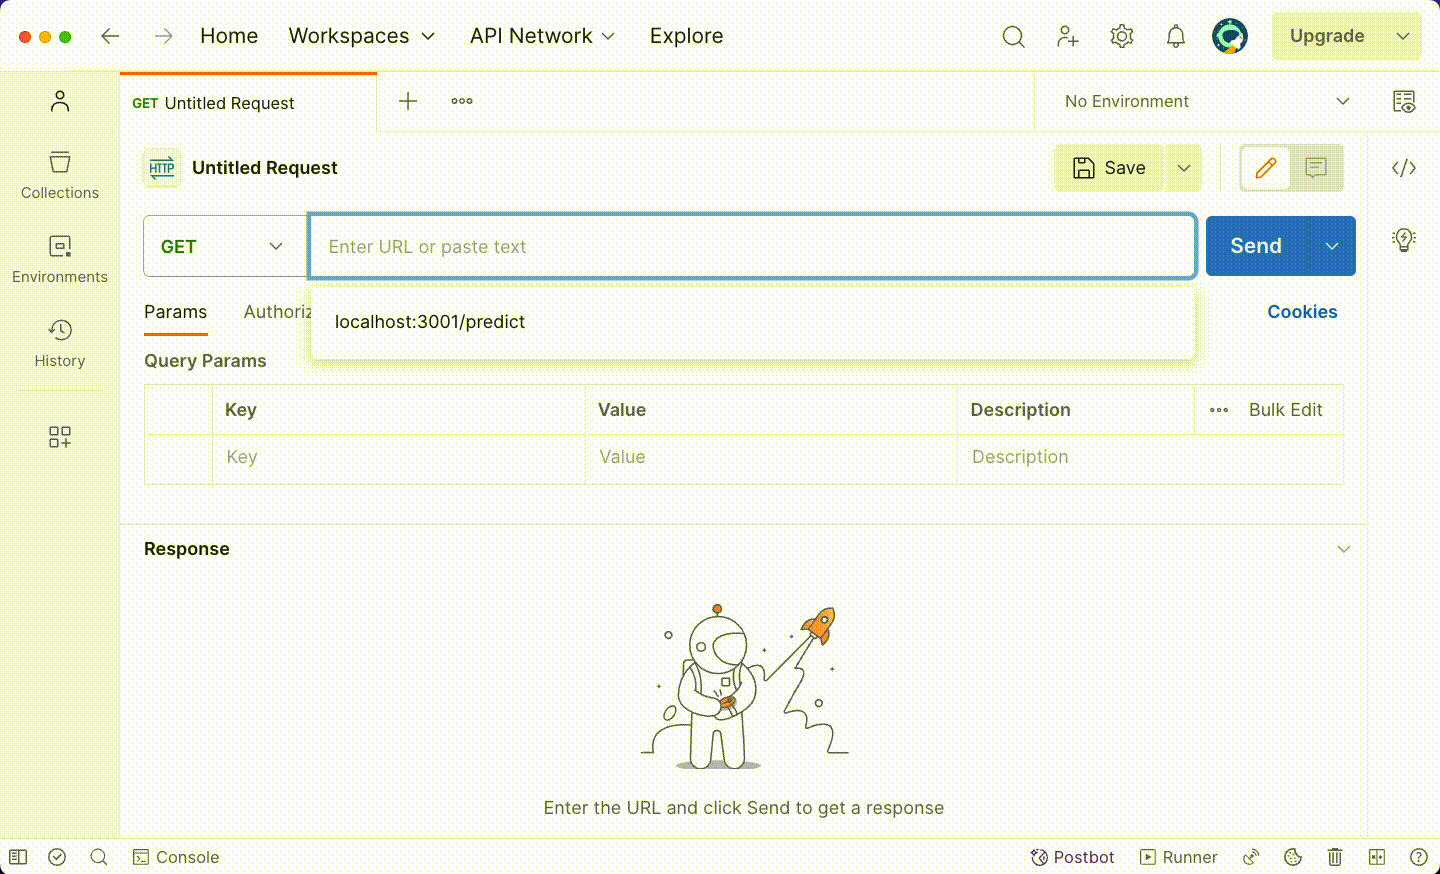 Home Workspaces API Network Explore Upgrade
GET Untitled Request No Environment
HTTP Untitled Request Save
Collections
GET Enter URL or paste text Send
Environments
Params Authoriz Cookies
localhost:3001/predict
History
Query Params
Key Value Description Bulk Edit
Key Value Description
Response
Enter the URL and click Send to get a response
Console Postbot Runner